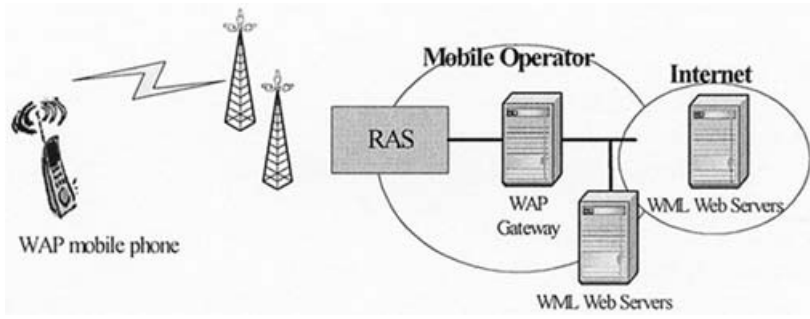 Mobile Operator
Internet
RAS
WAP
Gateway
WML Web Servers
WAP mobile phone
WML Web Servers